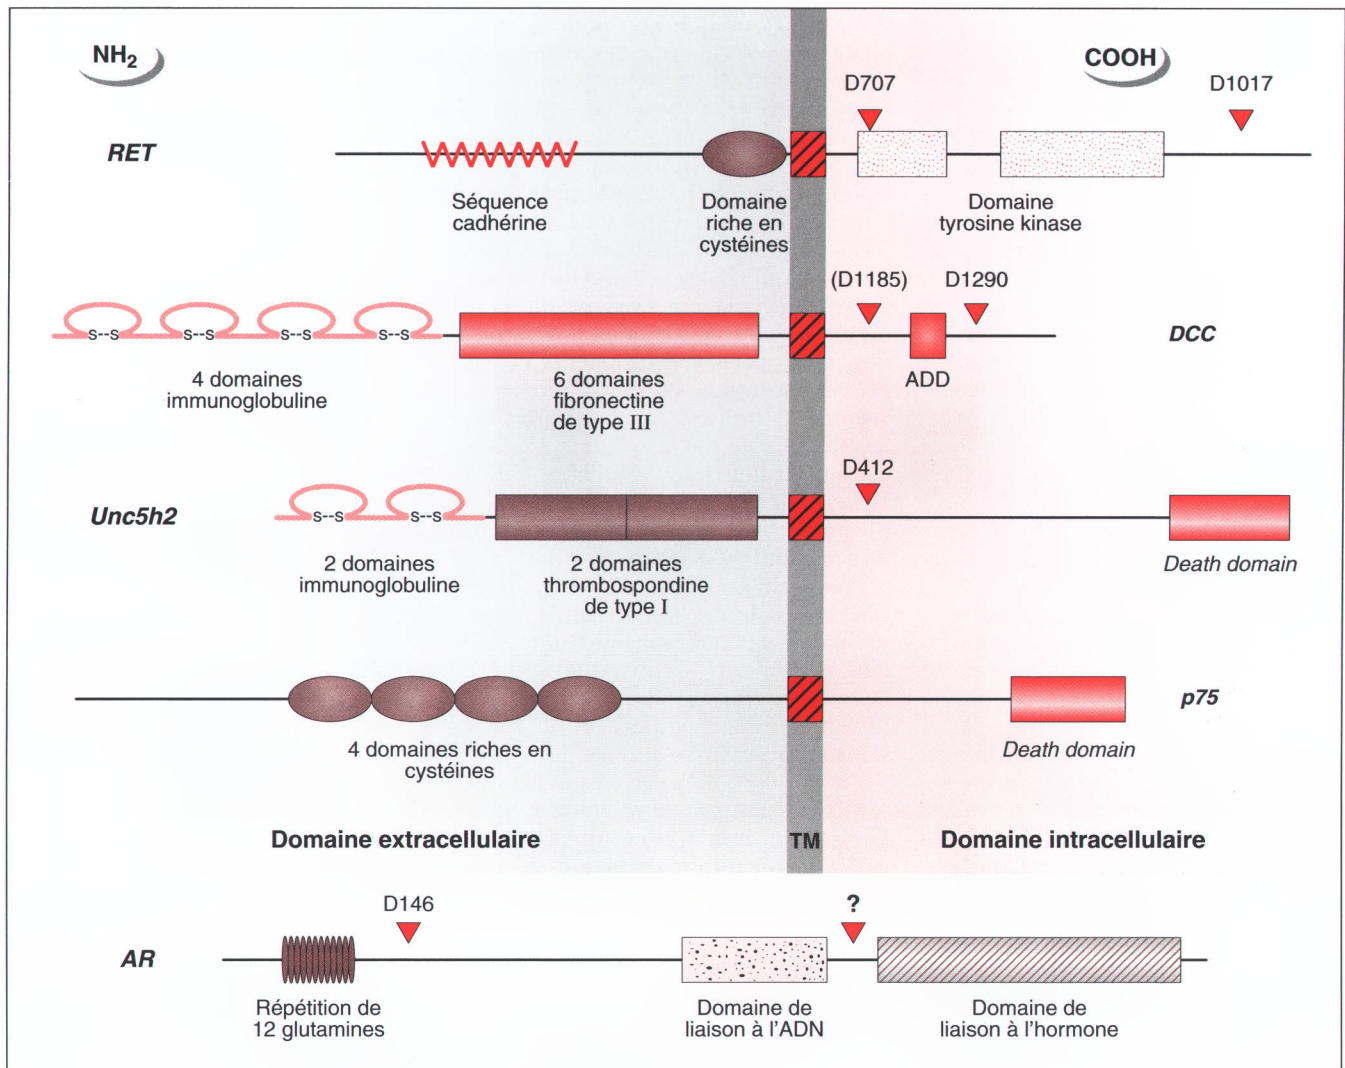 NH2
COOH
D707
D1017
RET
Séquence
cadhérine
Domaine
riche en
cystéines
Domaine
tyrosine kinase
(D1185)
D1290
S--S
S--S
S--S
S--S
DCC
4 domaines
immunoglobuline
6 domaines
fibronectine
de type III
ADD
D412
Unc5h2
S--S
S--S
2 domaines
immunoglobuline
2 domaines
thrombospondine
de type I
Death domain
p75
4 domaines riches en
cystéines
Death domain
Domaine extracellulaire
TM
Domaine intracellulaire
D146
?
AR
Répétition de
12 glutamines
Domaine de
liaison à l'ADN
Domaine de
liaison à l'hormone